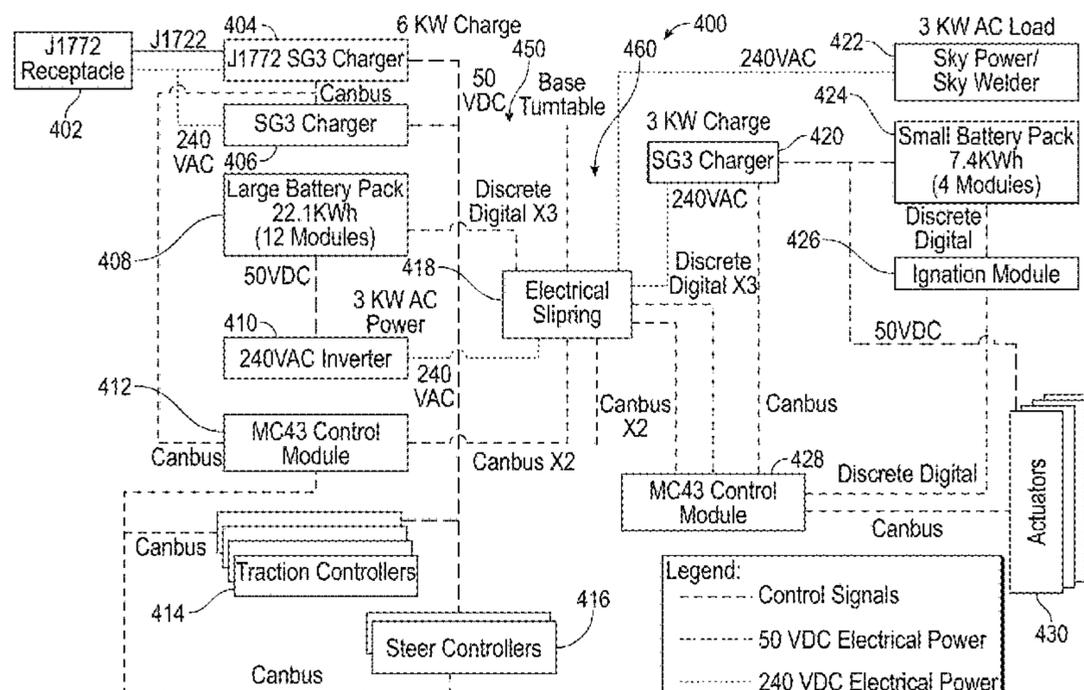 404
6 KW Charge
400
3 KW AC Load
J1772
Receptacle
J1722
J1772 SG3 Charger
450
460
422
Sky Power/
Sky Welder
240VAC
50
VDC
Base
Turntable
402
Canbus
SG3 Charger
240
VAC
406
3 KW Charge
420
SG3 Charger
240VAC
424
Small Battery Pack
7.4KWh
(4 Modules)
Large Battery Pack
22.1KWh
(12 Modules)
408
Discrete
Digital X3
Discrete
Digital
426
Ignation Module
50VDC
418
Electrical
Slipring
Discrete
Digital X3
3 KW AC
Power
410
240VAC Inverter
240
VAC
50VDC
412
MC43 Control
Module
Canbus
Canbus X2
Canbus
X2
Canbus
428
MC43 Control
Module
Discrete Digital
Canbus
Actuators
430
Canbus
Traction Controllers
414
416
Steer Controllers
Canbus
Legend:
Control Signals
50 VDC Electrical Power
240 VDC Electrical Power